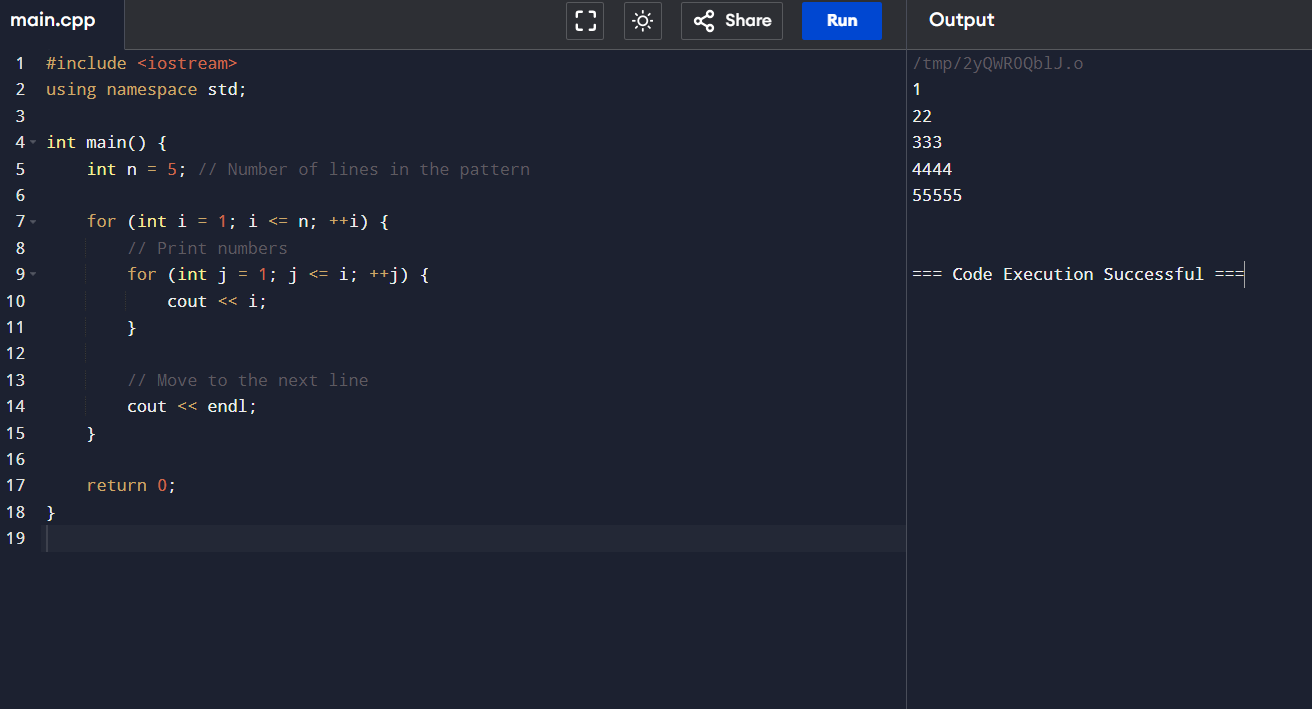 main.cpp
Share
Run
Output
1 #include <iostream>
2 using namespace std;
3
4 int main() {
5     int n = 5; // Number of lines in the pattern
6
7     for (int i = 1; i <= n; ++i) {
8         // Print numbers
9         for (int j = 1; j <= i; ++j) {
10             cout << i;
11         }
12
13         // Move to the next line
14         cout << endl;
15     }
16
17     return 0;
18 }
19
/tmp/2yQWR0QblJ.o
1
22
333
4444
55555
=== Code Execution Successful ===